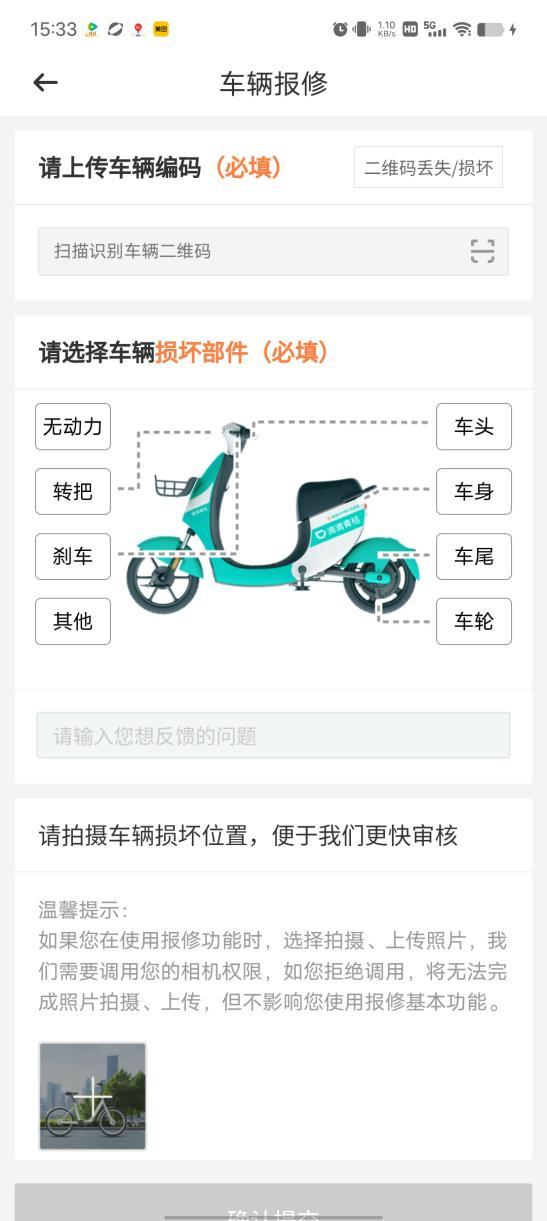 15:33
1.10
KB/s
HD
5G
车辆报修
请上传车辆编码（必填）
二维码丢失/损坏
扫描识别车辆二维码
请选择车辆损坏部件（必填）
无动力
车头
转把
车身
刹车
车尾
其他
车轮
滴滴青桔
请输入您想反馈的问题
请拍摄车辆损坏位置，便于我们更快审核
温馨提示：
如果您在使用报修功能时，选择拍摄、上传照片，我
们需要调用您的相机权限，如您拒绝调用，将无法完
成照片拍摄、上传，但不影响您使用报修基本功能。
确认提交